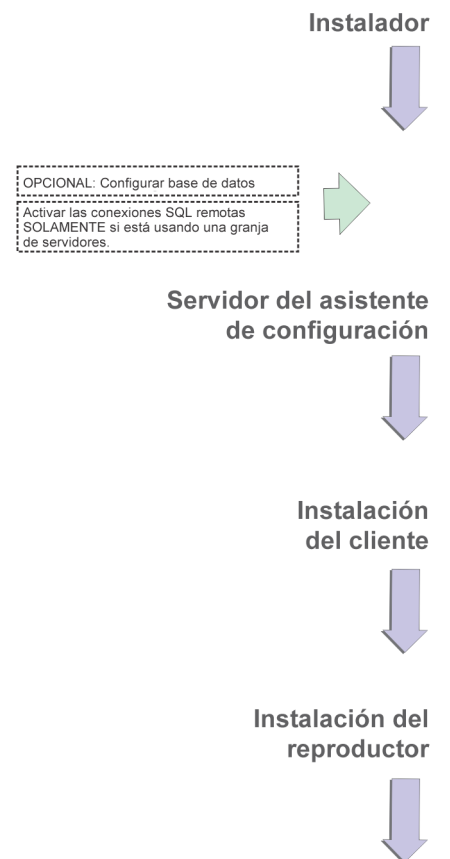 Instalador
OPCIONAL: Configurar base de datos
Activar las conexiones SQL remotas
SOLAMENTE si está usando una granja
de servidores.
Servidor del asistente
de configuración
Instalación
del cliente
Instalación del
reproductor